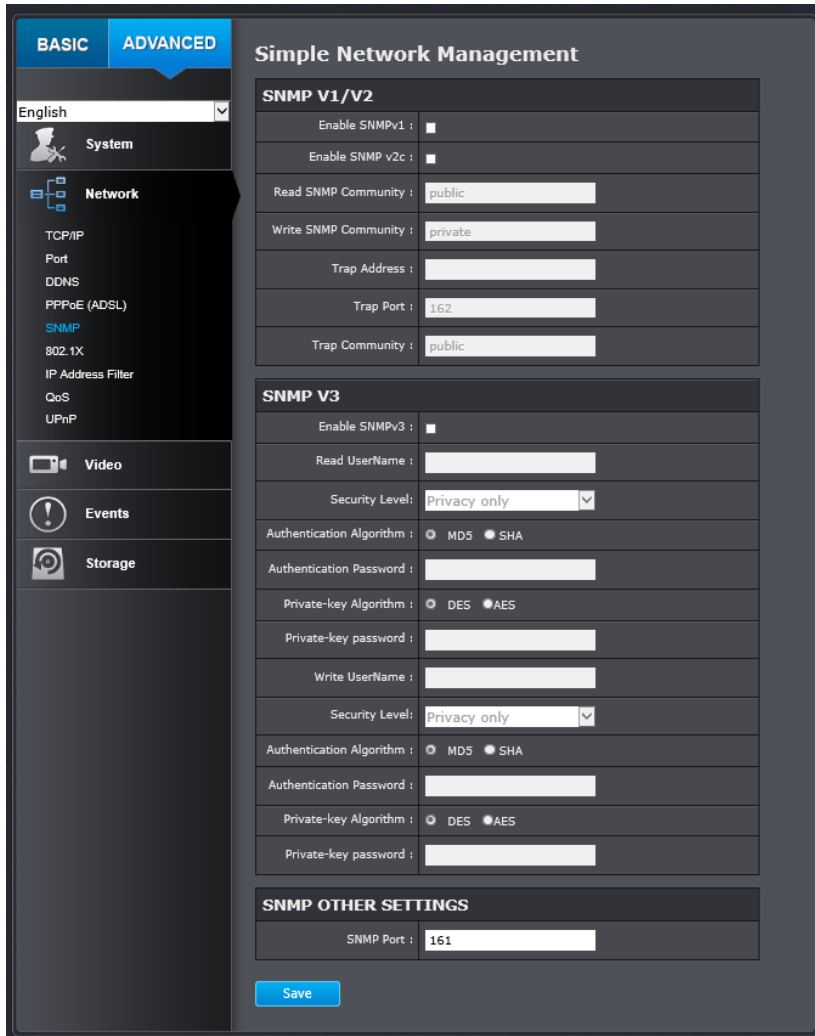 BASIC
ADVANCED
English
System
Network
TCP/IP
Port
DDNS
PPPoE (ADSL)
SNMP
802.1X
IP Address Filter
QoS
UPnP
Video
Events
Storage
Simple Network Management
SNMP V1/V2
Enable SNMPv1 :
Enable SNMP v2c :
Read SNMP Community : public
Write SNMP Community : private
Trap Address :
Trap Port : 162
Trap Community : public
SNMP V3
Enable SNMPv3 :
Read UserName :
Security Level: Privacy only
Authentication Algorithm : MD5 SHA
Authentication Password :
Private-key Algorithm : DES AES
Private-key password :
Write UserName :
Security Level: Privacy only
Authentication Algorithm : MD5 SHA
Authentication Password :
Private-key Algorithm : DES AES
Private-key password :
SNMP OTHER SETTINGS
SNMP Port : 161
Save